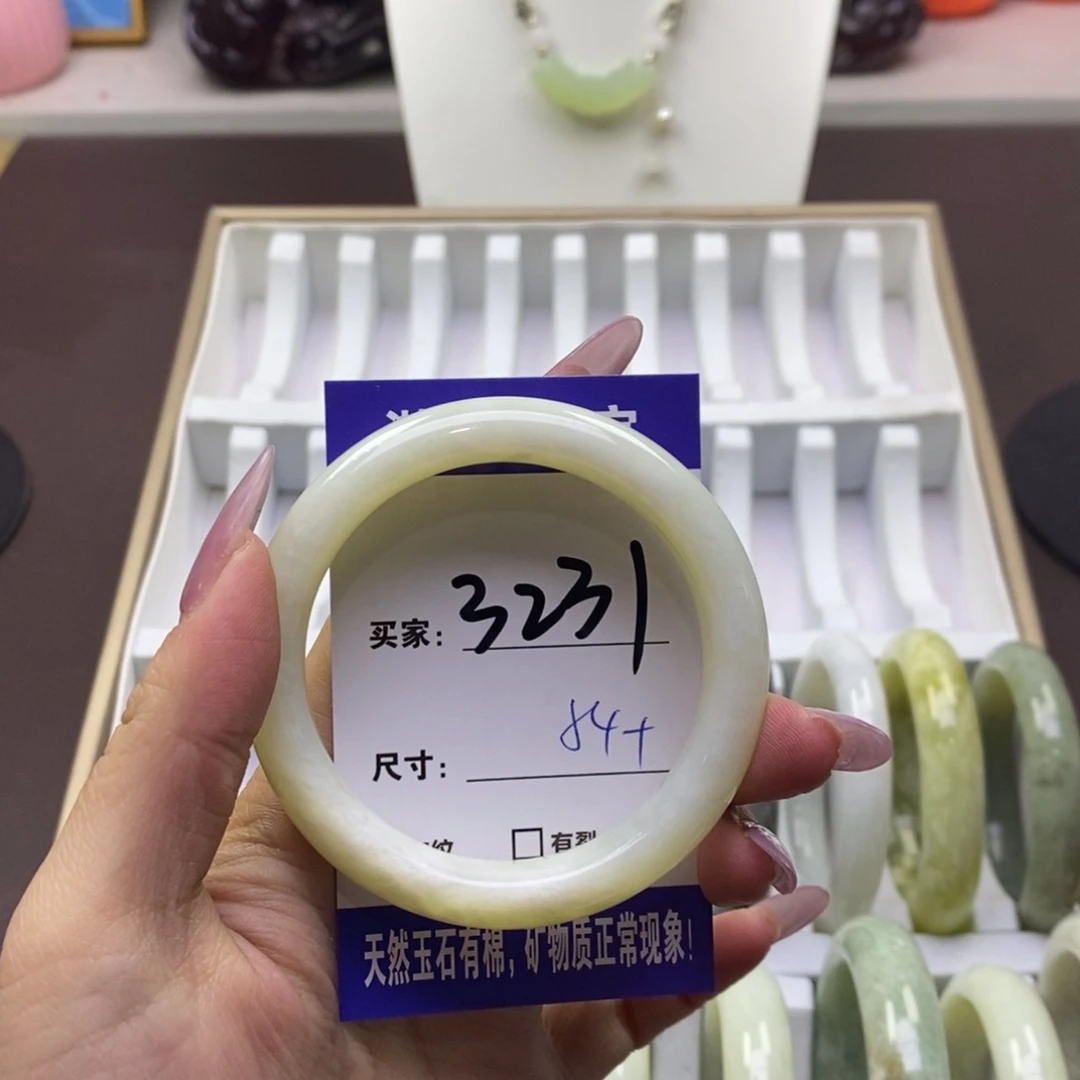 买家: 3231
尺寸: 84+
纹 □有裂
天然玉石有棉, 矿物质正常现象!